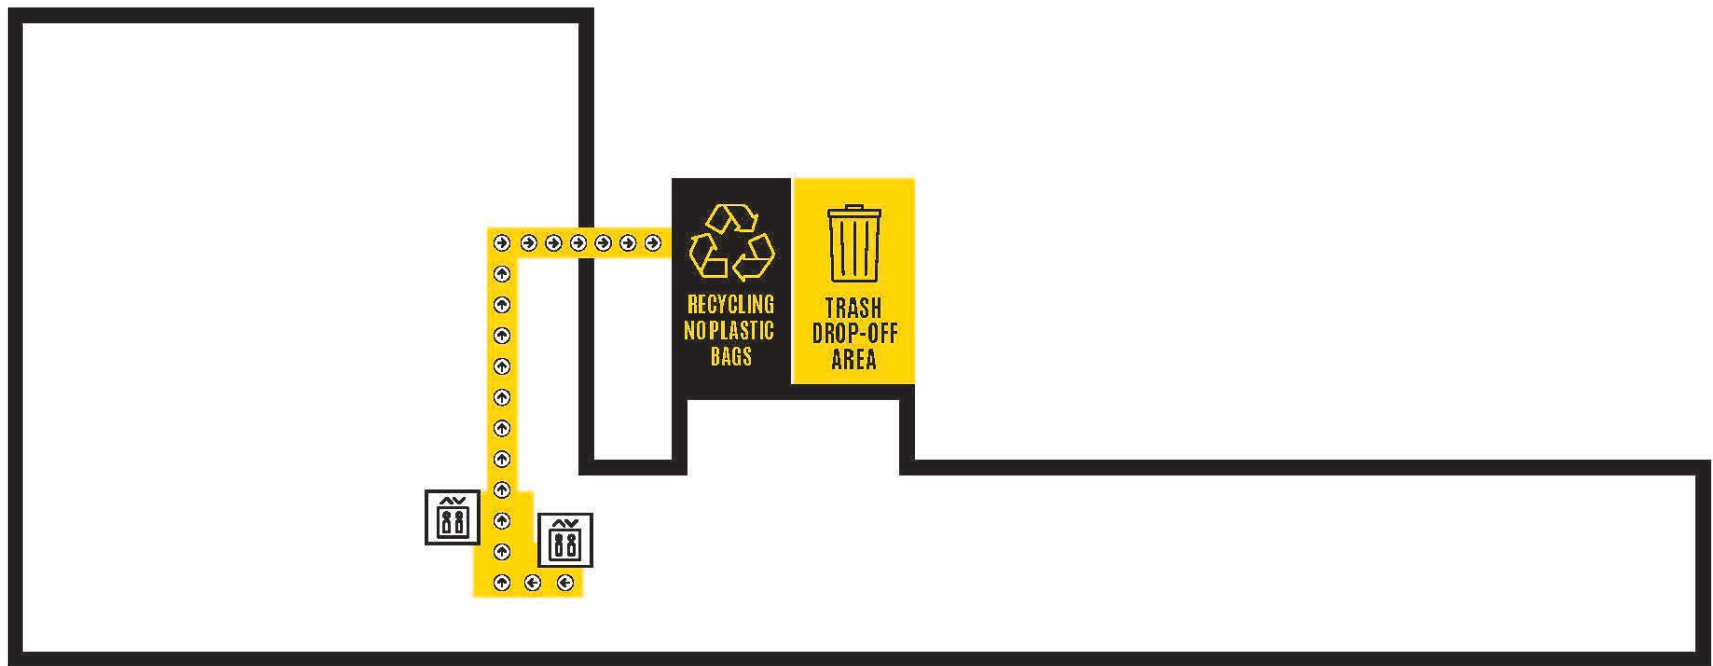 RECYCLING
NO PLASTIC
BAGS
TRASH
DROP-OFF
AREA